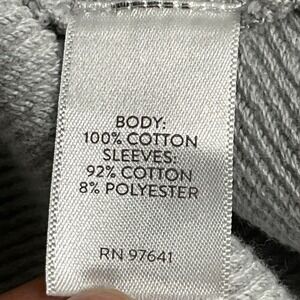 BODY:
100% COTTON
SLEEVES:
92% COTTON
8% POLYESTER
RN 97641